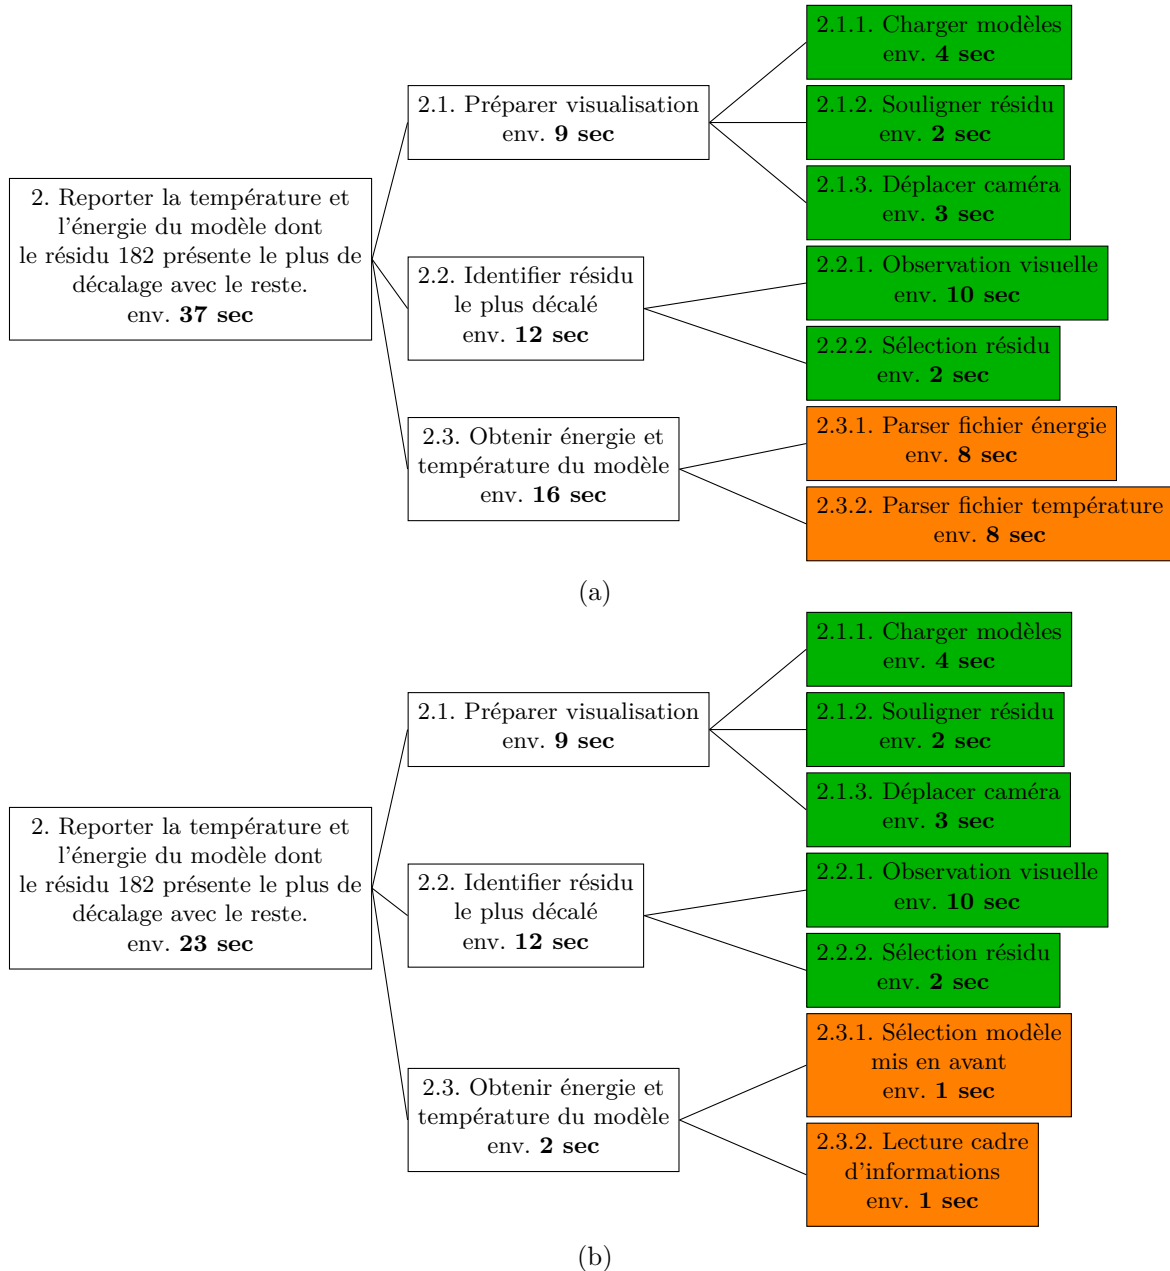 2. Reporter la température et
l'énergie du modèle dont
le résidu 182 présente le plus de
décalage avec le reste.
env. 37 sec
2.1. Préparer visualisation
env. 9 sec
2.1.1. Charger modèles
env. 4 sec
2.1.2. Souligner résidu
env. 2 sec
2.1.3. Déplacer caméra
env. 3 sec
2.2. Identifier résidu
le plus décalé
env. 12 sec
2.2.1. Observation visuelle
env. 10 sec
2.2.2. Sélection résidu
env. 2 sec
2.3. Obtenir énergie et
température du modèle
env. 16 sec
2.3.1. Parser fichier énergie
env. 8 sec
2.3.2. Parser fichier température
env. 8 sec
(a)
2. Reporter la température et
l'énergie du modèle dont
le résidu 182 présente le plus de
décalage avec le reste.
env. 23 sec
2.1. Préparer visualisation
env. 9 sec
2.1.1. Charger modèles
env. 4 sec
2.1.2. Souligner résidu
env. 2 sec
2.1.3. Déplacer caméra
env. 3 sec
2.2. Identifier résidu
le plus décalé
env. 12 sec
2.2.1. Observation visuelle
env. 10 sec
2.2.2. Sélection résidu
env. 2 sec
2.3. Obtenir énergie et
température du modèle
env. 2 sec
2.3.1. Sélection modèle
mis en avant
env. 1 sec
2.3.2. Lecture cadre
d'informations
env. 1 sec
(b)